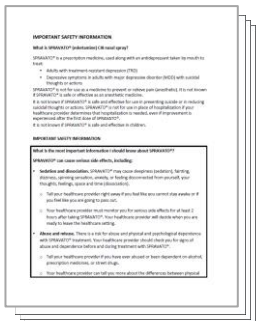 IMPORTANT SAFETY INFORMATION
What is SPRAVATO® (esketamine) CIII nasal spray?
SPRAVATO® is a prescription medicine, used along with an antidepressant taken by mouth to
treat:
• Adults with treatment-resistant depression (TRD)
• Depressive symptoms in adults with major depressive disorder (MDD) with suicidal
thoughts or actions
SPRAVATO® is not for use as a medicine to prevent or relieve pain (anesthetic). It is not known
if SPRAVATO® is safe or effective as an anesthetic medicine.
It is not known if SPRAVATO® is safe and effective for use in preventing suicide or in reducing
suicidal thoughts or actions. SPRAVATO® is not for use in place of hospitalization if your
healthcare provider determines that hospitalization is needed, even if improvement is
experienced after the first dose of SPRAVATO®.
It is not known if SPRAVATO® is safe and effective in children.
IMPORTANT SAFETY INFORMATION
What is the most important information I should know about SPRAVATO®?
SPRAVATO® can cause serious side effects, including:
• Sedation and dissociation. SPRAVATO® may cause sleepiness (sedation), fainting,
dizziness, spinning sensation, anxiety, or feeling disconnected from yourself, your
thoughts, feelings, space and time (dissociation).
o Tell your healthcare provider right away if you feel like you cannot stay awake or if
you feel like you are going to pass out.
o Your healthcare provider must monitor you for serious side effects for at least 2
hours after taking SPRAVATO®. Your healthcare provider will decide when you are
ready to leave the healthcare setting.
• Abuse and misuse. There is a risk for abuse and physical and psychological dependence
with SPRAVATO® treatment. Your healthcare provider should check you for signs of
abuse and dependence before and during treatment with SPRAVATO®.
o Tell your healthcare provider if you have ever abused or been dependent on alcohol,
prescription medicines, or street drugs.
o Your healthcare provider can tell you more about the differences between physical